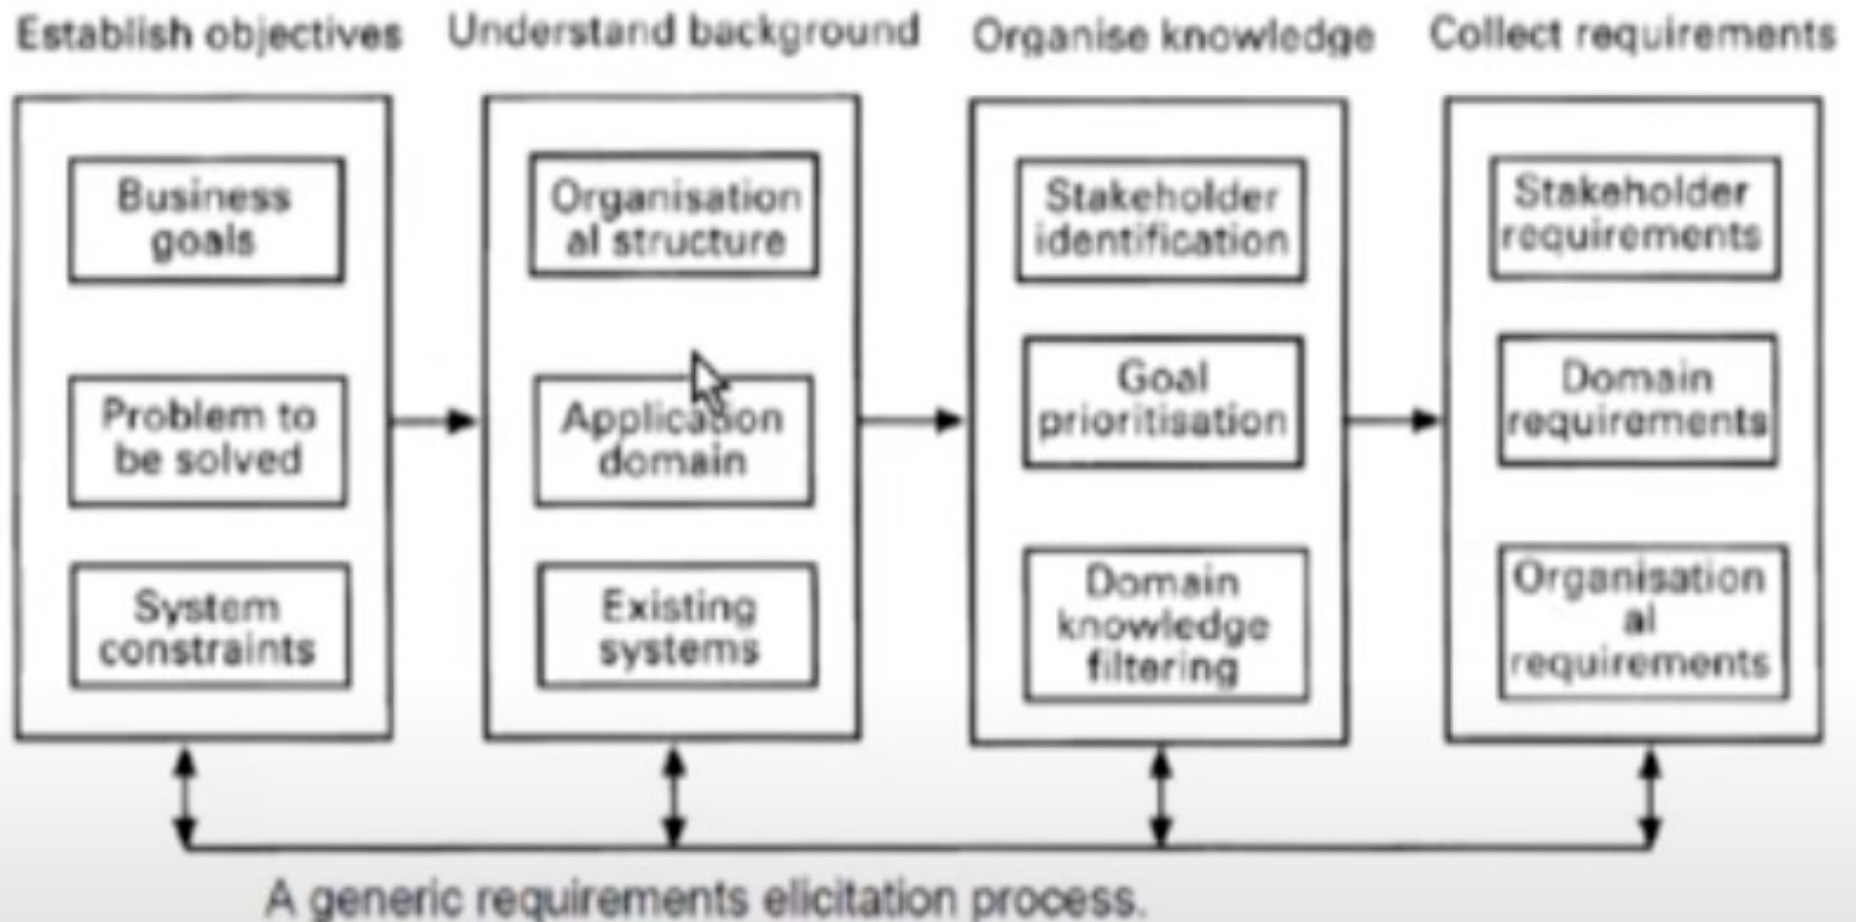 Establish objectives
Understand background
Organise knowledge
Collect requirements
Business
goals
Problem to
be solved
System
constraints
Organisation
al structure
Application
domain
Existing
systems
Stakeholder
identification
Goal
prioritisation
Domain
knowledge
filtering
Stakeholder
requirements
Domain
requirements
Organisation
al
requirements
A generic requirements elicitation process.